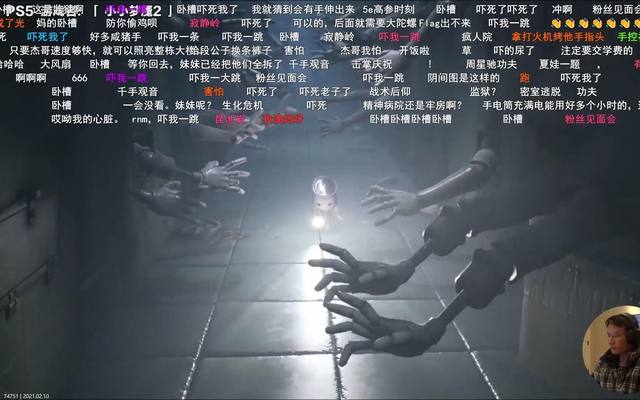 吓死了 我就猜到会有手伸出来 5e高参时刻 卧槽 吓死了吓死了 冲啊 粉丝见面会
PS5
小小梦魇2
了光 妈的卧槽 防你偷鸡呗 寂静岭 吓死了 可以的,后面就需要大陀螺Flag出不来 吓我一跳
草 吓死我了 好多咸猪手 吓我一条 卧槽 寂静岭 吓我一跳 疯人院 拿打火机烤他手指头 手控
只要杰哥速度够快,就可以照亮整栋大楼 给段公子换条裤子 害怕 杰哥我怕 开饭啦 草 吓的尿了 注定要交学费的
哈哈哈 大风扇 卧槽 等你回去,妹妹已经把他们全拆了 千手观音 击掌庆祝 ! 周星驰功夫 夏娃一题 ,
啊啊啊 666 吓我一跳 吓我一大跳 粉丝见面会 吓我一跳 阴间图是这样的 跑 吓死我了
卧槽 千手观音 害怕 吓死了 吓死老子了 战术后仰 监狱? 密室逃脱 功夫
卧槽 一会没看。妹妹呢? 生化危机 吓死 精神病院还是牢房啊? 手电筒充满电能用好多个小时的,
哎呦我的心脏。 rnm,吓我一跳 卧槽卧槽卧槽卧槽 卧槽 粉丝见面会
74751 | 2021.02.10